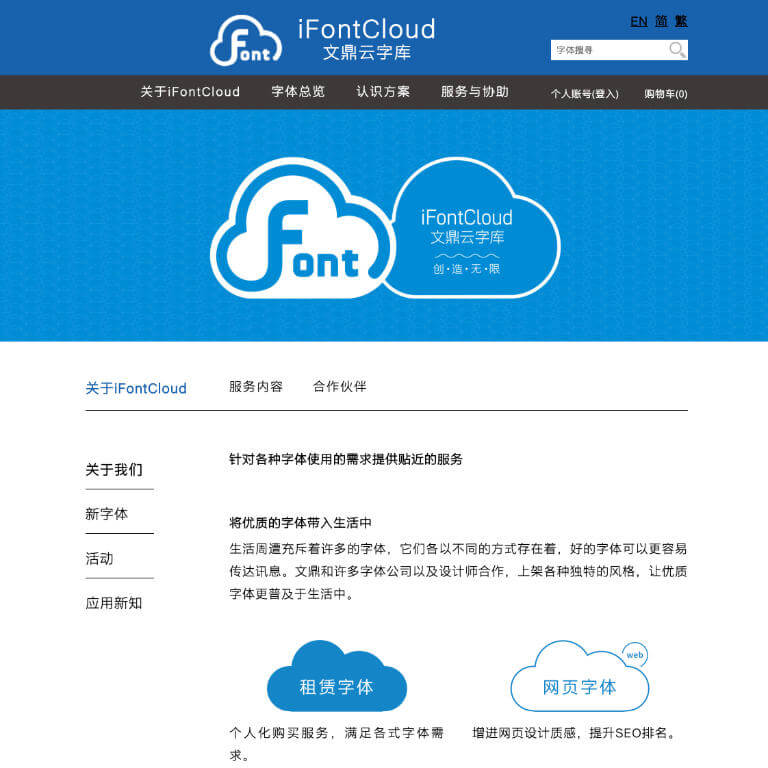 Font
iFontCloud
文鼎云字库
EN 简 繁
字体搜寻
关于iFontCloud 字体总览 认识方案 服务与协助 个人账号(登入) 购物车(0)
Font
iFontCloud
文鼎云字库
创·造·无·限
关于iFontCloud 服务内容 合作伙伴
关于我们
新字体
活动
应用新知
针对各种字体使用的需求提供贴近的服务
将优质的字体带入生活中
生活周遭充斥着许多的字体，它们各以不同的方式存在着，好的字体可以更容易
传达讯息。文鼎和许多字体公司以及设计师合作，上架各种独特的风格，让优质
字体更普及于生活中。
租赁字体
个人化购买服务，满足各式字体需
求。
web
网页字体
增进网页设计质感，提升SEO排名。